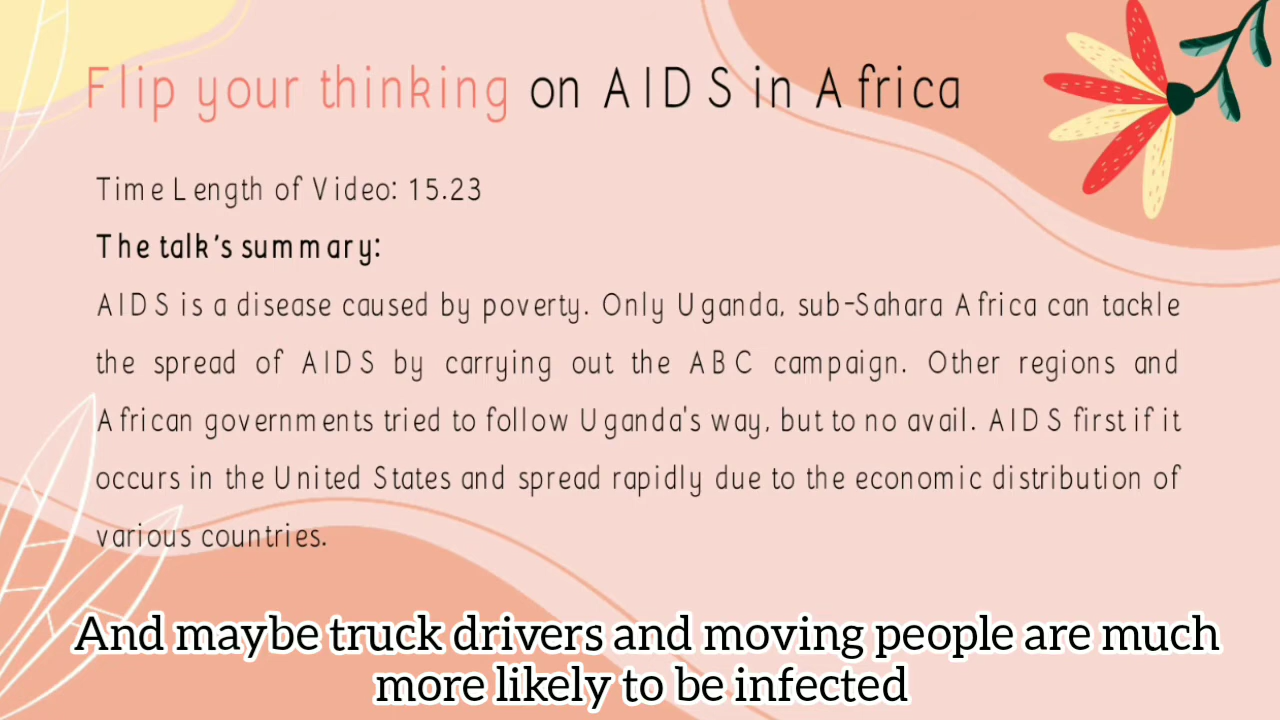 Flip your thinking on AIDS in Africa
Time Length of Video: 15.23
The talk's summary:
AIDS is a disease caused by poverty. Only Uganda, sub-Sahara Africa can tackle
the spread of AIDS by carrying out the ABC campaign. Other regions and
African governments tried to follow Uganda's way, but to no avail. AIDS first if it
occurs in the United States and spread rapidly due to the economic distribution of
various countries.
And maybe truck drivers and moving people are much
more likely to be infected